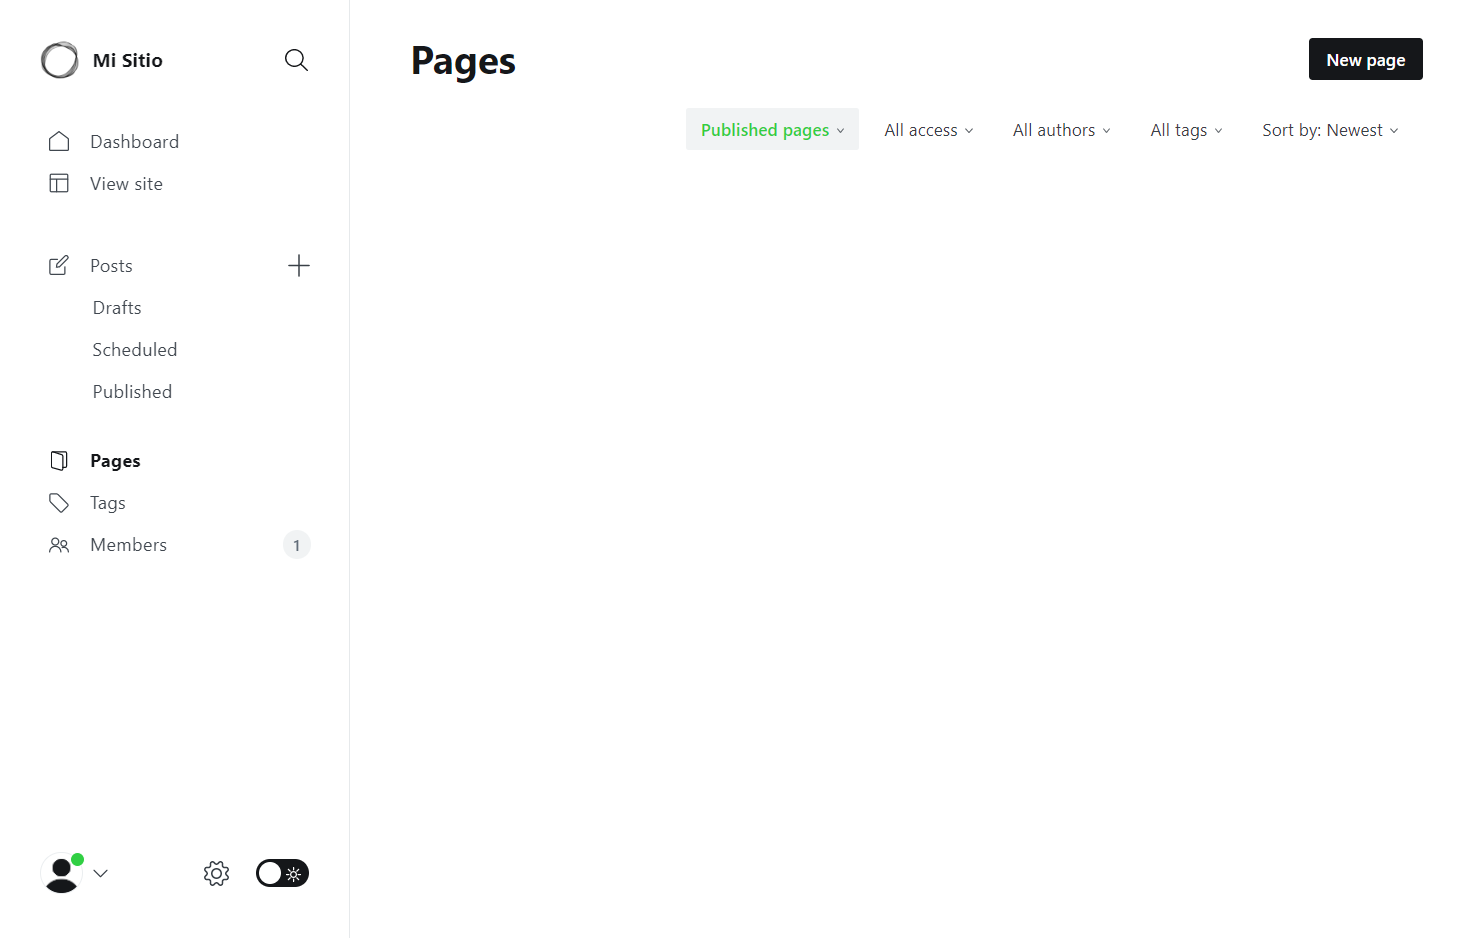 Mi Sitio
Dashboard
View site
Posts
Drafts
Scheduled
Published
Pages
Tags
Members
1
Pages
New page
Published pages
All access
All authors
All tags
Sort by: Newest